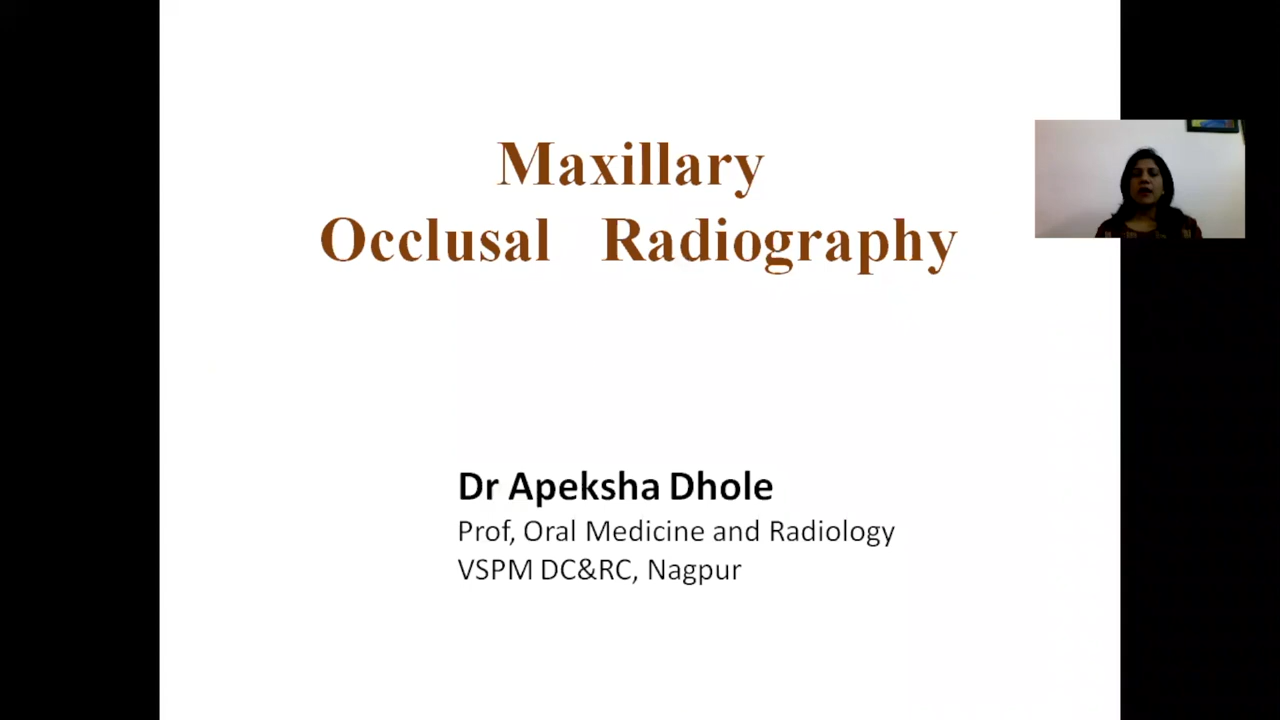 Maxillary
Occlusal Radiography
Dr Apeksha Dhole
Prof, Oral Medicine and Radiology
VSPM DC&RC, Nagpur